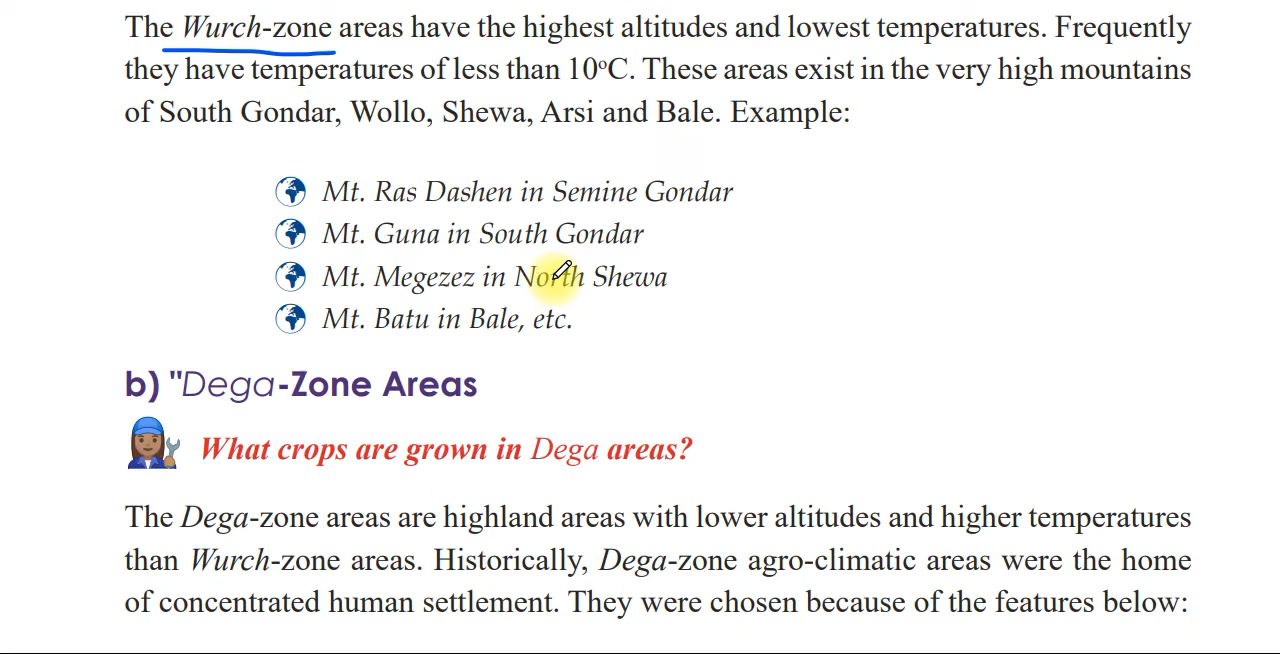 The Wurch-zone areas have the highest altitudes and lowest temperatures. Frequently
they have temperatures of less than 10°C. These areas exist in the very high mountains
of South Gondar, Wollo, Shewa, Arsi and Bale. Example:
Mt. Ras Dashen in Semine Gondar
Mt. Guna in South Gondar
Mt. Megezez in North Shewa
Mt. Batu in Bale, etc.
b) "Dega-Zone Areas
What crops are grown in Dega areas?
The Dega-zone areas are highland areas with lower altitudes and higher temperatures
than Wurch-zone areas. Historically, Dega-zone agro-climatic areas were the home
of concentrated human settlement. They were chosen because of the features below: